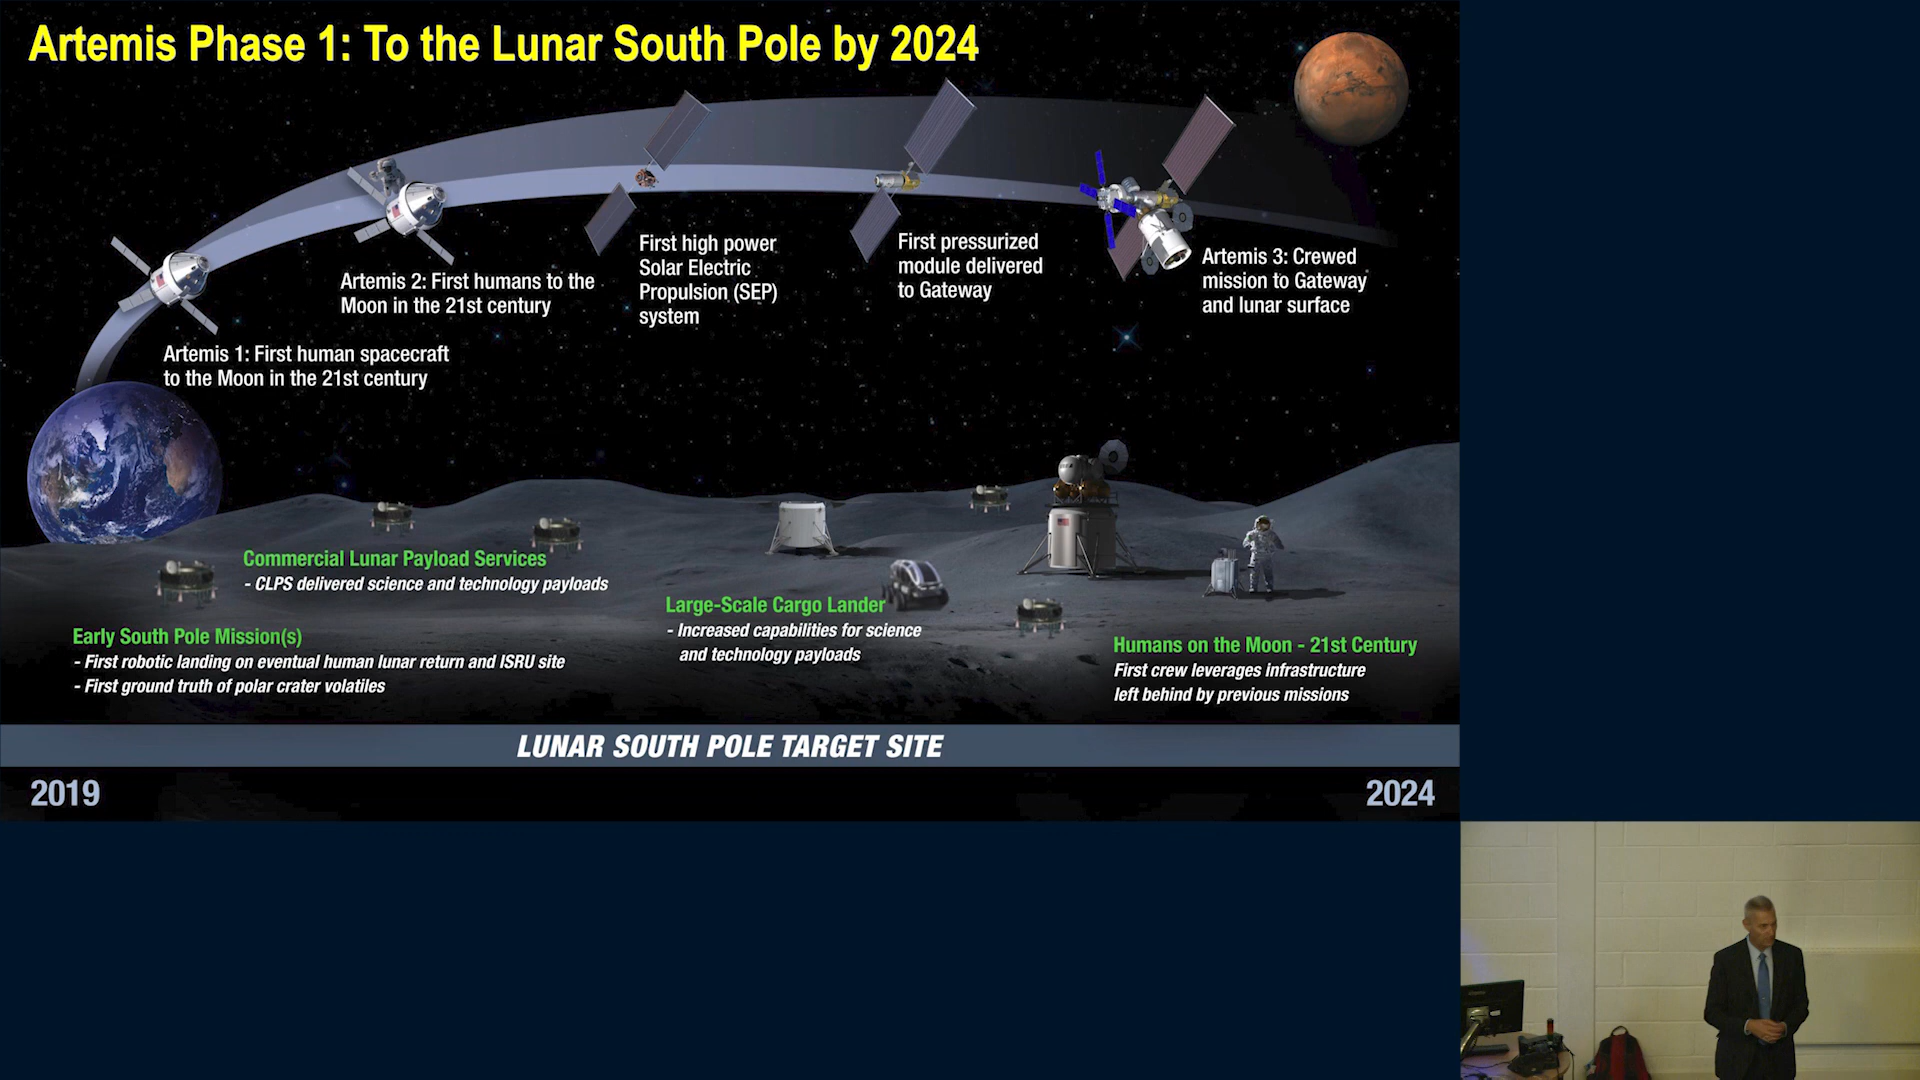 Artemis Phase 1: To the Lunar South Pole by 2024
First high power
Solar Electric
Propulsion (SEP)
system
First pressurized
module delivered
to Gateway
Artemis 3: Crewed
mission to Gateway
and lunar surface
Artemis 2: First humans to the
Moon in the 21st century
Artemis 1: First human spacecraft
to the Moon in the 21st century
Commercial Lunar Payload Services
- CLPS delivered science and technology payloads
Large-Scale Cargo Lander
- Increased capabilities for science
and technology payloads
Early South Pole Mission(s)
- First robotic landing on eventual human lunar return and ISRU site
- First ground truth of polar crater volatiles
Humans on the Moon - 21st Century
First crew leverages infrastructure
left behind by previous missions
LUNAR SOUTH POLE TARGET SITE
2019
2024